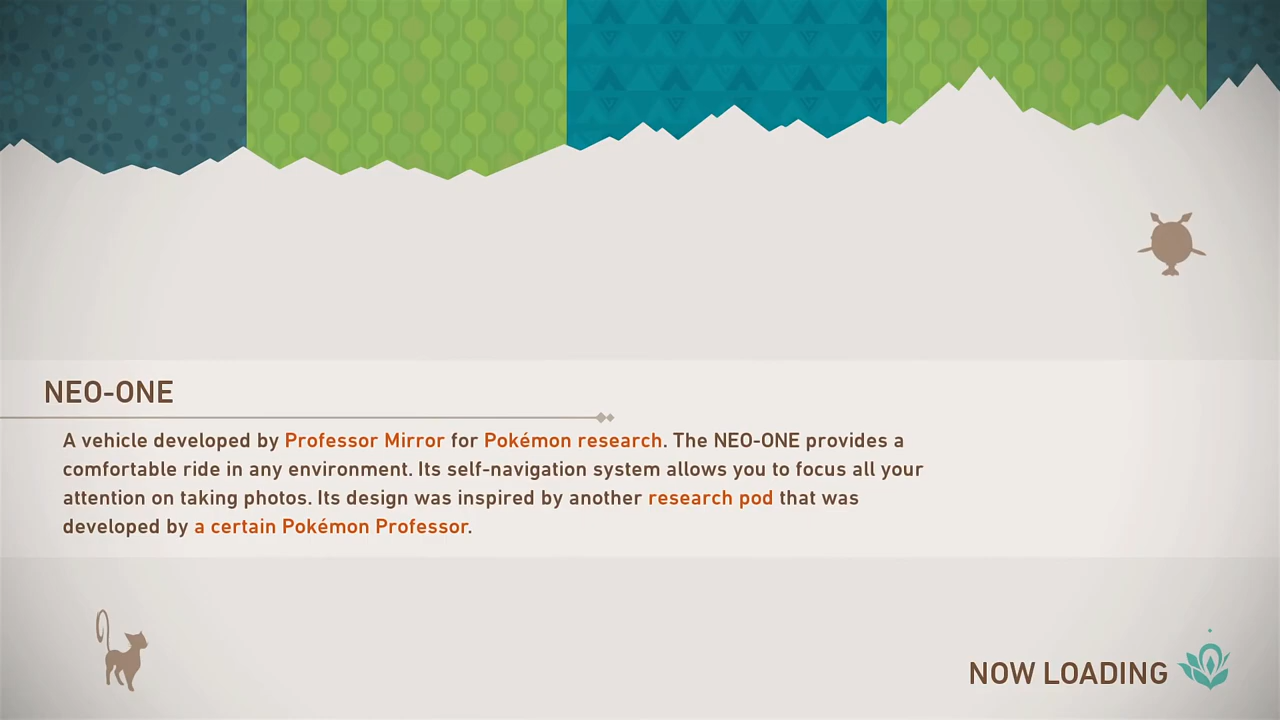 NEO-ONE
A vehicle developed by Professor Mirror for Pokémon research. The NEO-ONE provides a
comfortable ride in any environment. Its self-navigation system allows you to focus all your
attention on taking photos. Its design was inspired by another research pod that was
developed by a certain Pokémon Professor.
NOW LOADING